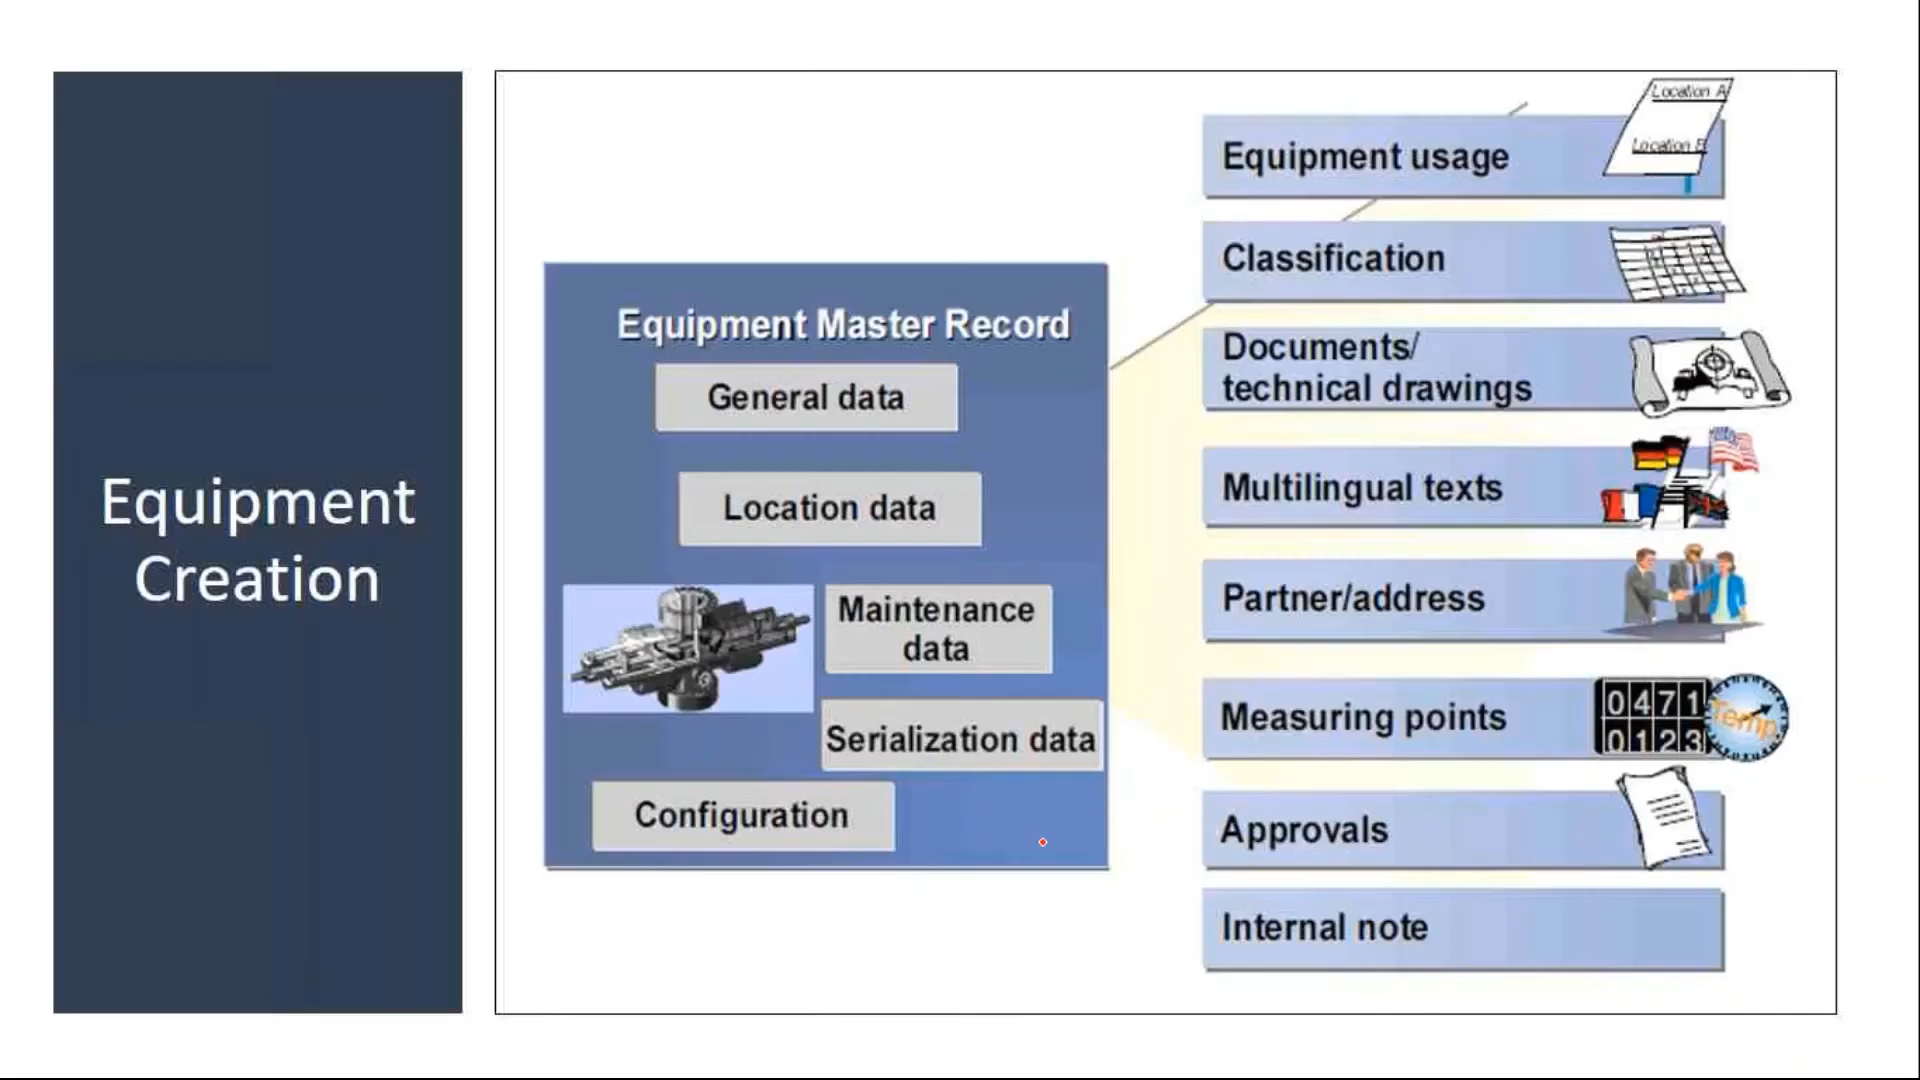 Equipment
Creation
Equipment Master Record
General data
Location data
Maintenance
data
Serialization data
Configuration
Equipment usage
Location A
Location B
Classification
Documents/
technical drawings
Multilingual texts
Partner/address
Measuring points
0471
0123
Temp.
Approvals
Internal note